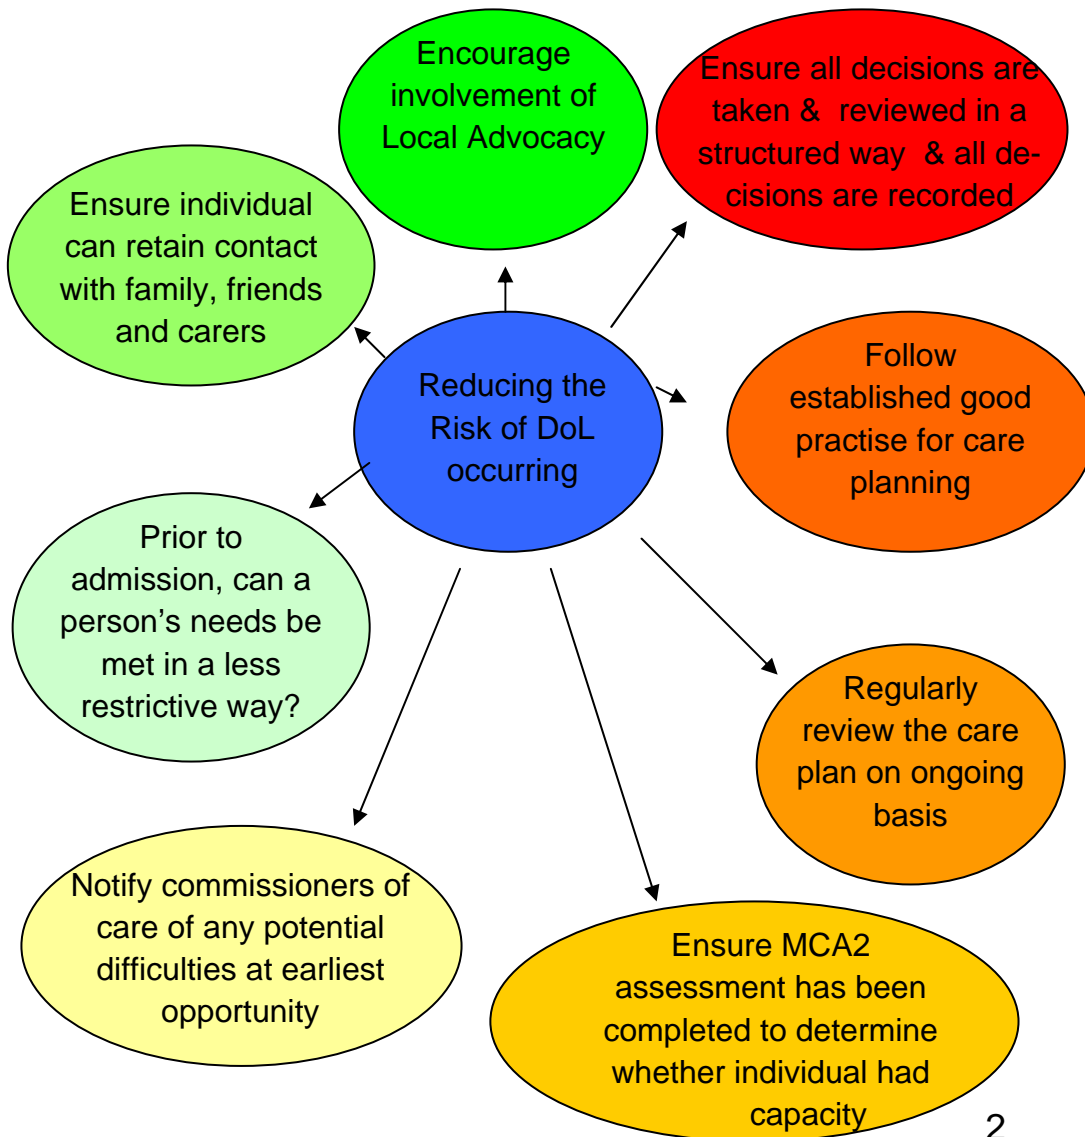 Encourage
involvement of
Local Advocacy
Ensure all decisions are
taken & reviewed in a
structured way & all de-
cisions are recorded
Ensure individual
can retain contact
with family, friends
and carers
Reducing the
Risk of DoL
occurring
Follow
established good
practise for care
planning
Prior to
admission, can a
person’s needs be
met in a less
restrictive way?
Regularly
review the care
plan on ongoing
basis
Notify commissioners of
care of any potential
difficulties at earliest
opportunity
Ensure MCA2
assessment has been
completed to determine
whether individual had
capacity
2